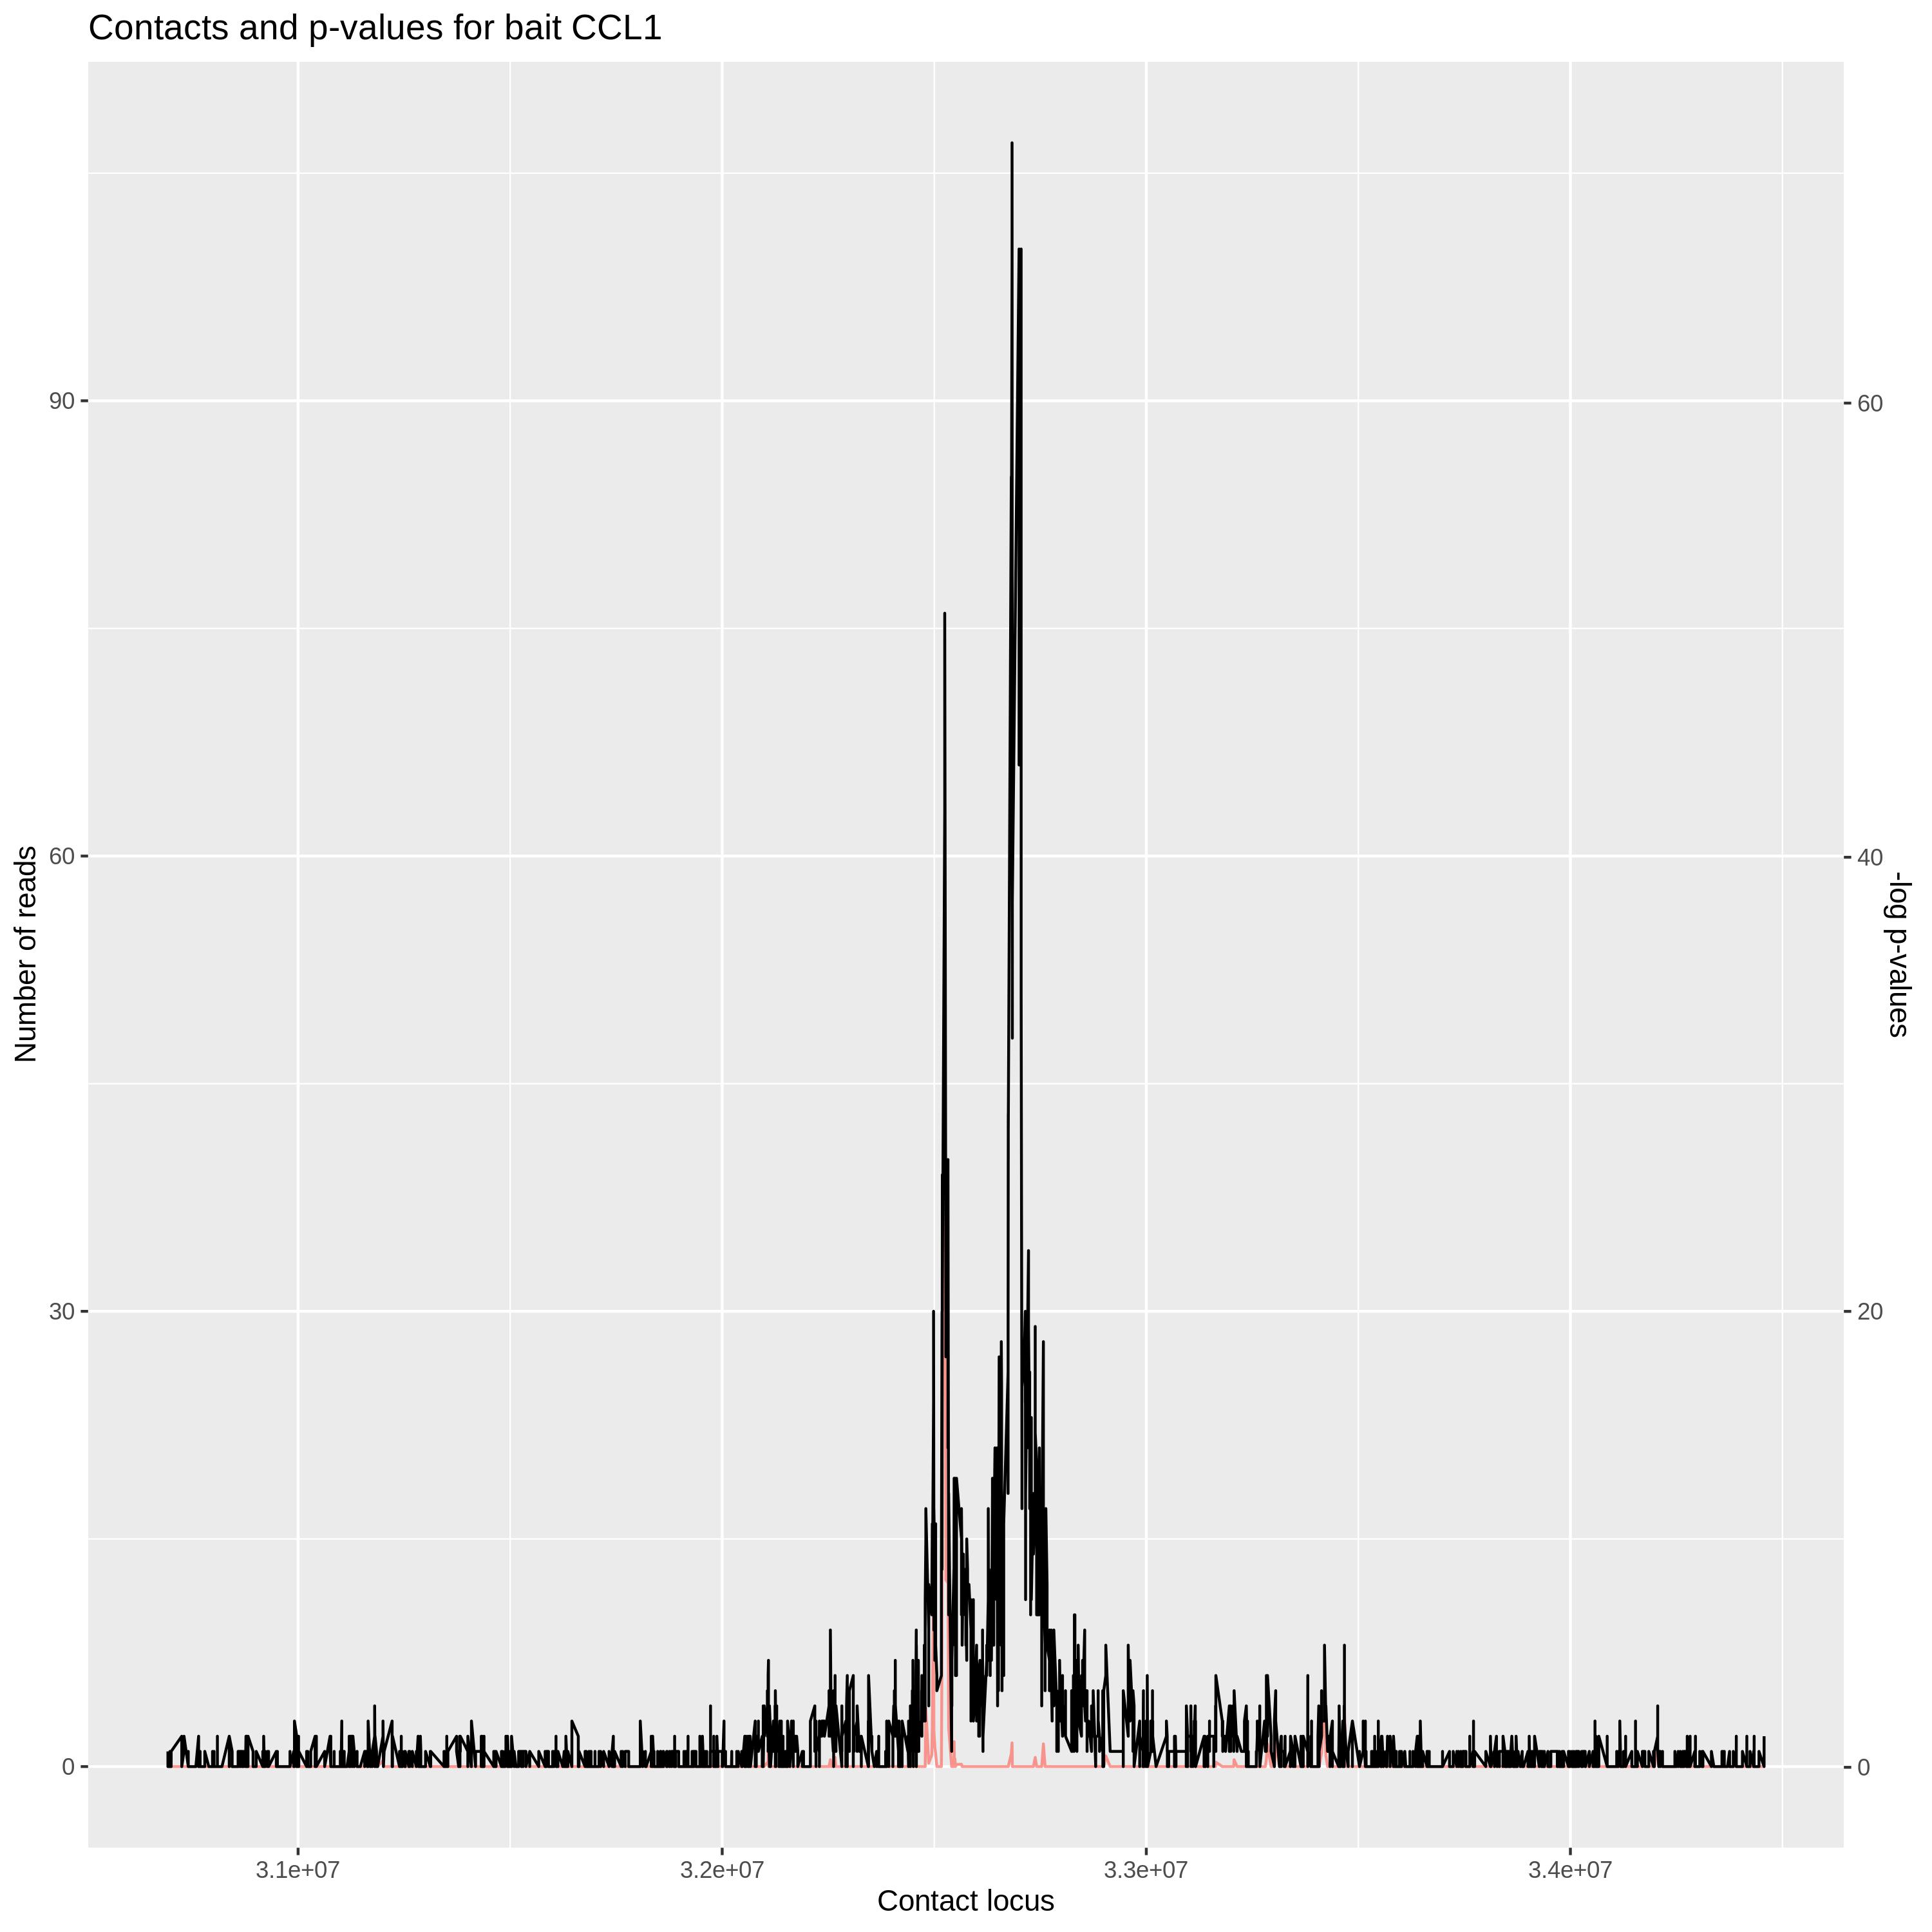 Contacts and p-values for bait CCL1
Number of reads
90
60
30
0
60
40
20
0
-log p-values
3.1e+07
3.2e+07
3.3e+07
3.4e+07
Contact locus